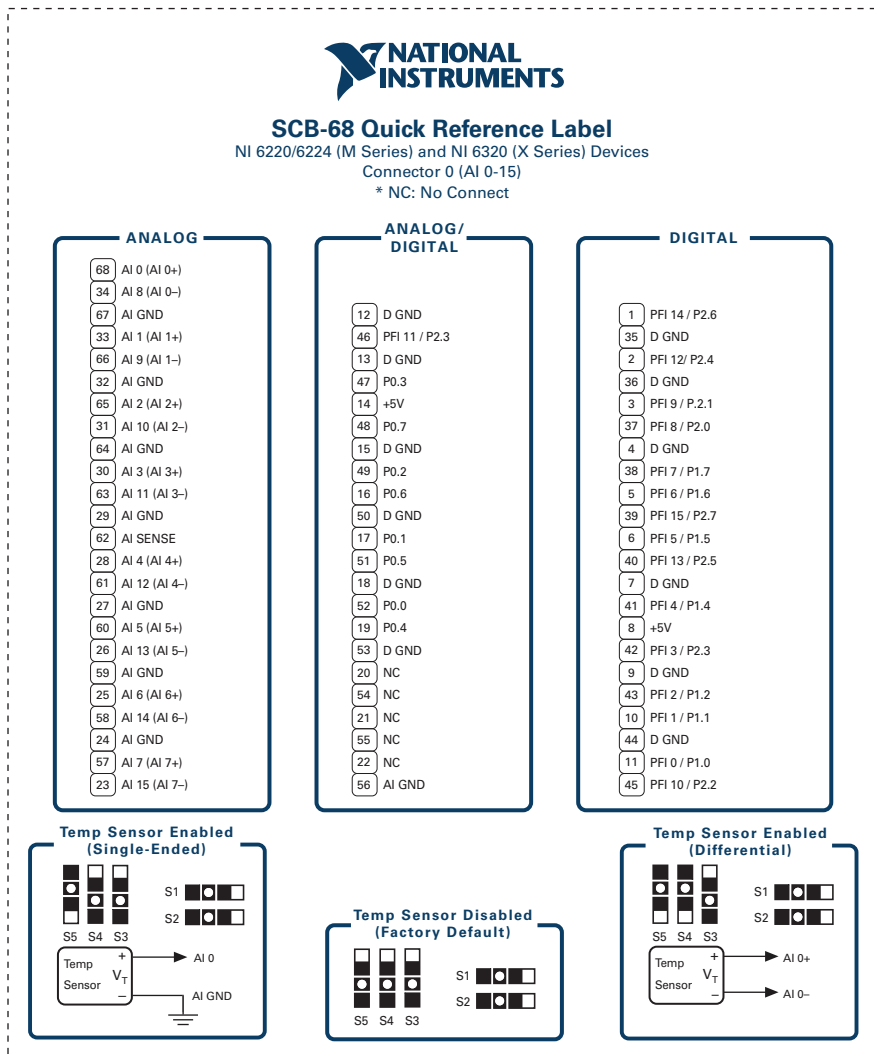 NATIONAL
INSTRUMENTS
SCB-68 Quick Reference Label
NI 6220/6224 (M Series) and NI 6320 (X Series) Devices
Connector 0 (AI 0-15)
* NC: No Connect
ANALOG
68 AI 0 (AI 0+)
34 AI 8 (AI 0–)
67 AI GND
33 AI 1 (AI 1+)
66 AI 9 (AI 1–)
32 AI GND
65 AI 2 (AI 2+)
31 AI 10 (AI 2–)
64 AI GND
30 AI 3 (AI 3+)
63 AI 11 (AI 3–)
29 AI GND
62 AI SENSE
28 AI 4 (AI 4+)
61 AI 12 (AI 4–)
27 AI GND
60 AI 5 (AI 5+)
26 AI 13 (AI 5–)
59 AI GND
25 AI 6 (AI 6+)
58 AI 14 (AI 6–)
24 AI GND
57 AI 7 (AI 7+)
23 AI 15 (AI 7–)
ANALOG/
DIGITAL
12 D GND
46 PFI 11 / P2.3
13 D GND
47 P0.3
14 +5V
48 P0.7
15 D GND
49 P0.2
16 P0.6
50 D GND
17 P0.1
51 P0.5
18 D GND
52 P0.0
19 P0.4
53 D GND
20 NC
54 NC
21 NC
55 NC
22 NC
56 AI GND
DIGITAL
1 PFI 14 / P2.6
35 D GND
2 PFI 12/ P2.4
36 D GND
3 PFI 9 / P.2.1
37 PFI 8 / P2.0
4 D GND
38 PFI 7 / P1.7
5 PFI 6 / P1.6
39 PFI 15 / P2.7
6 PFI 5 / P1.5
40 PFI 13 / P2.5
7 D GND
41 PFI 4 / P1.4
8 +5V
42 PFI 3 / P2.3
9 D GND
43 PFI 2 / P1.2
10 PFI 1 / P1.1
44 D GND
11 PFI 0 / P1.0
45 PFI 10 / P2.2
Temp Sensor Enabled
(Single-Ended)
S1
S2
S5 S4 S3
Temp
Sensor
+
VT
–
AI 0
AI GND
Temp Sensor Disabled
(Factory Default)
S1
S2
S5 S4 S3
Temp Sensor Enabled
(Differential)
S1
S2
S5 S4 S3
Temp
Sensor
+
VT
–
AI 0+
AI 0–